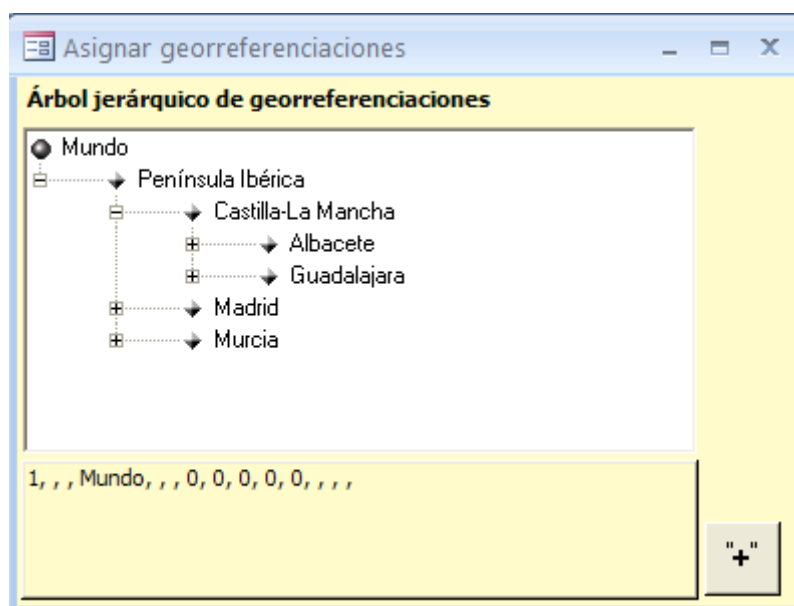 Asignar georreferenciaciones
Árbol jerárquico de georreferenciaciones
Mundo
Península Ibérica
Castilla-La Mancha
Albacete
Guadalajara
Madrid
Murcia
1, , , Mundo, , , 0, 0, 0, 0, 0, , , ,
"+"